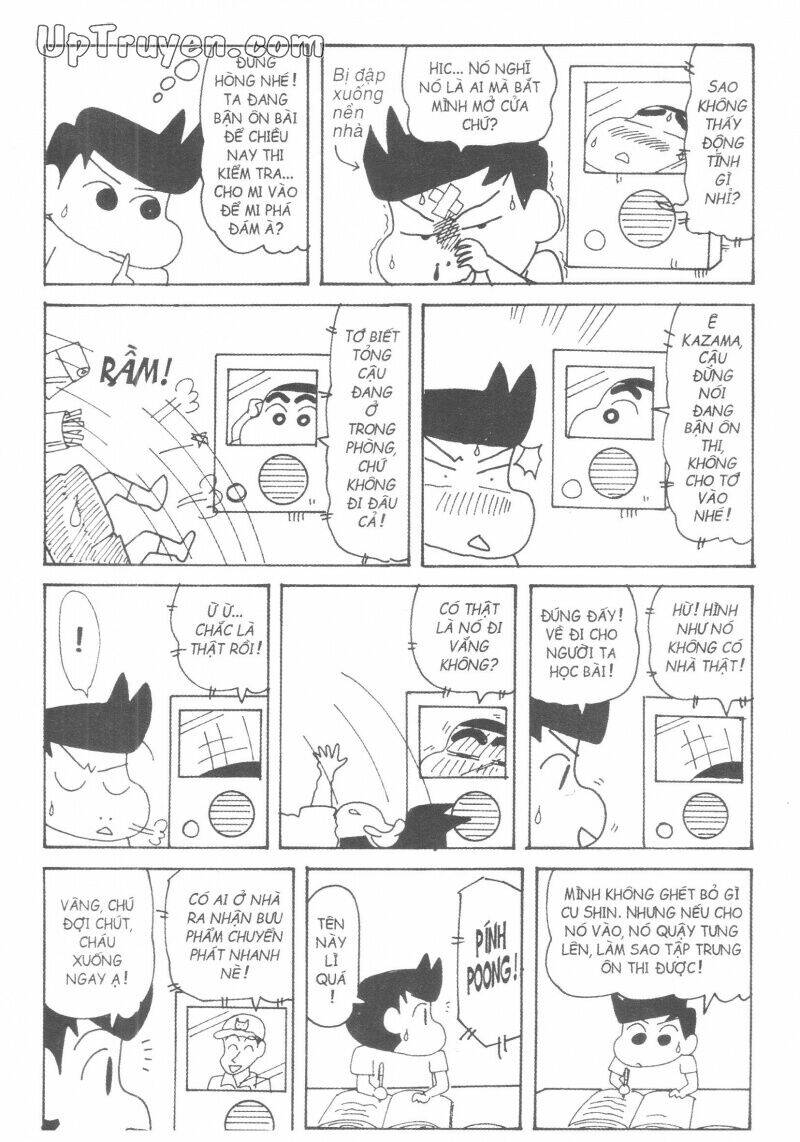 UpTruyen.com
SAO
KHÔNG
THẤY
ĐỘNG
TĨNH
GÌ
NHỈ?
HIC... NÓ NGHĨ
NÓ LÀ AI MÀ BẮT
MÌNH MỞ CỬA
CHỨ?
Bị đập
xuống
nền
nhà
ĐỪNG
HÒNG NHÉ!
TA ĐANG
BẬN ÔN BÀI
ĐỂ CHIỀU
NAY THI
KIỂM TRA...
CHO MI VÀO
ĐỂ MI PHÁ
ĐÁM À?
Ê
KAZAMA,
CẬU
ĐỪNG
NÓI
ĐANG
BẬN ÔN
THI,
KHÔNG
CHO TỚ
VÀO
NHÉ!
TỚ BIẾT
TỎNG
CẬU
ĐANG
Ở
TRONG
PHÒNG,
CHỨ
KHÔNG
ĐI ĐÂU
CẢ!
RẦM!
HỪ! HÌNH
NHƯ NÓ
KHÔNG CÓ
NHÀ THẬT!
ĐÚNG ĐẤY!
VỀ ĐI CHO
NGƯỜI TA
HỌC BÀI!
CÓ THẬT
LÀ NÓ ĐI
VẮNG
KHÔNG?
Ữ Ừ...
CHẮC LÀ
THẬT RỒI!
!
MÌNH KHÔNG GHÉT BỎ GÌ
CU SHIN. NHƯNG NẾU CHO
NÓ VÀO, NÓ QUẬY TƯNG
LÊN, LÀM SAO TẬP TRUNG
ÔN THI ĐƯỢC!
PÍNH
POONG!
TÊN
NÀY
LÌ
QUÁ
!
CÓ AI Ở NHÀ
RA NHẬN BƯU
PHẨM CHUYỂN
PHÁT NHANH
NÈ!
VÂNG, CHÚ
ĐỢI CHÚT,
CHÁU
XUỐNG
NGAY Ạ!